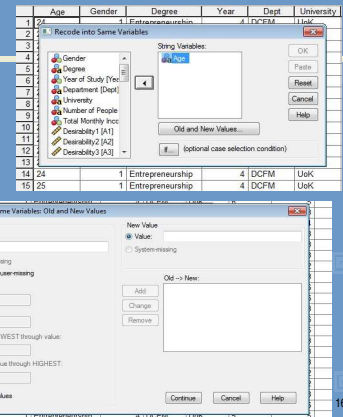 Age Gender Degree Year Dept University
1 24 1 Entrepreneurship 4 DCFM UoK
2
Recode into Same Variables
3
4
5
6
7
8
9
10
11
12
13
Gender
Degree
Year of Study [Yea
Department [Dept]
University
Number of People
Total Monthly Inco
Desirability1 [A1]
Desirability2 [A2]
Desirability3 [A3]
String Variables:
Age
Old and New Values...
If... (optional case selection condition)
OK
Paste
Reset
Cancel
Help
14 24 1 Entrepreneurship 4 DCFM UoK
15 25 1 Entrepreneurship 4 DCFM UoK
me Variables: Old and New Values
sing
user-missing
WEST through value:
ue through HIGHEST:
lues
New Value
Value:
System-missing
Old --> New:
Add
Change
Remove
Continue Cancel Help
16